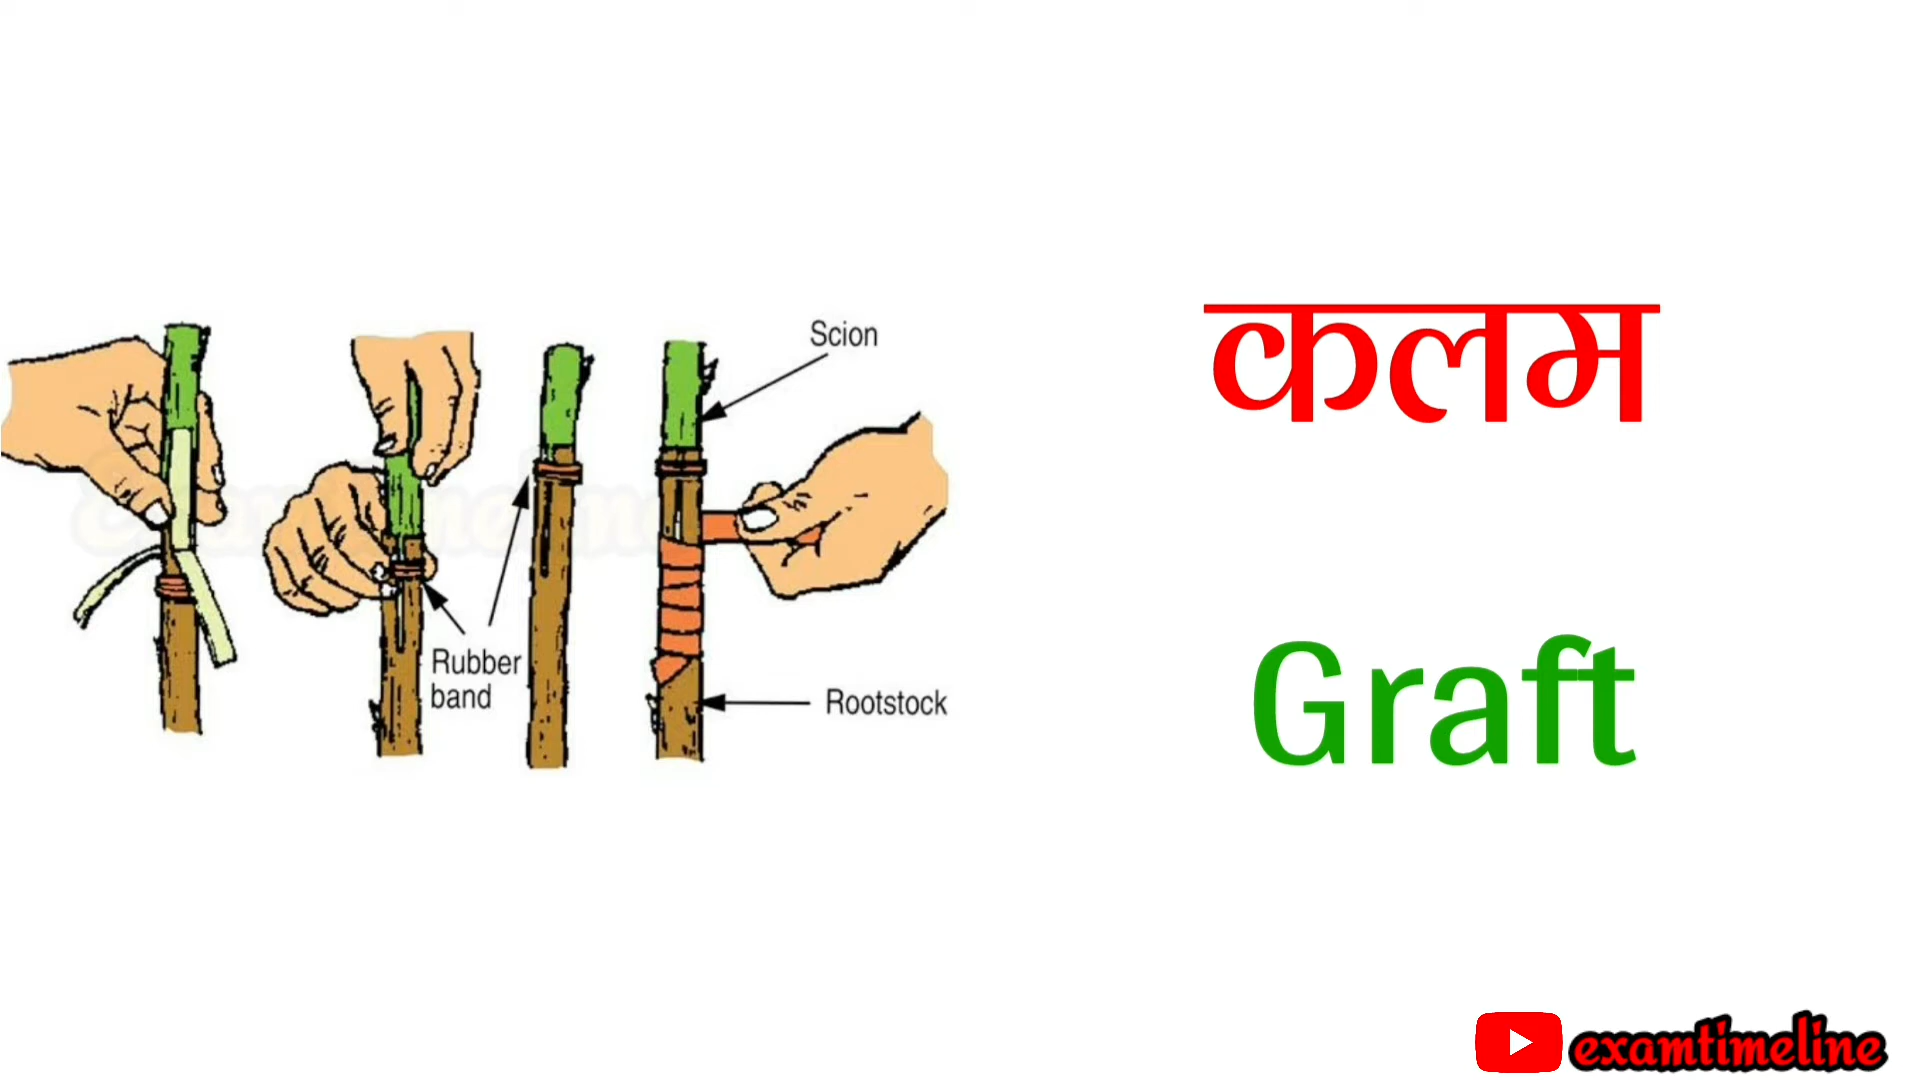 Scion
Rubber
band
Rootstock
कलम
Graft
examtimeline